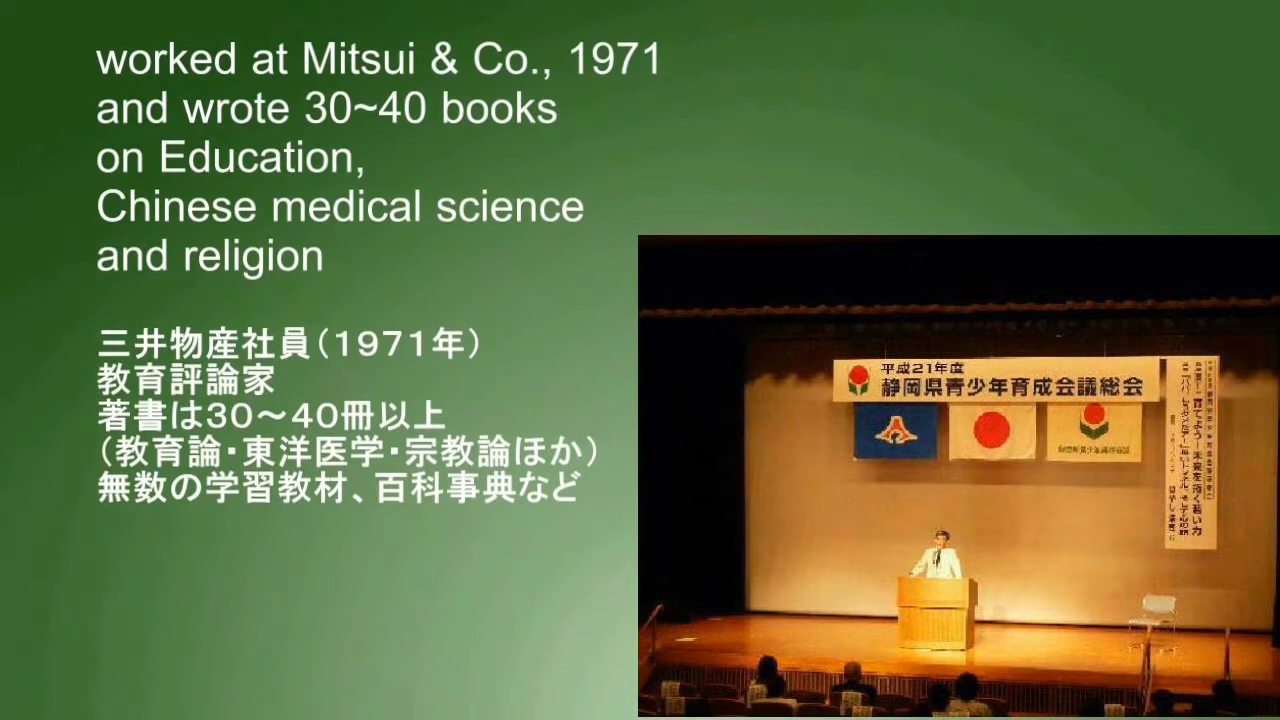 worked at Mitsui & Co., 1971
and wrote 30~40 books
on Education,
Chinese medical science
and religion
三井物産社員（１９７１年）
教育評論家
著書は３０～４０冊以上
（教育論・東洋医学・宗教論ほか）
無数の学習教材、百科事典など
平成21年度
静岡県青少年育成会議総会